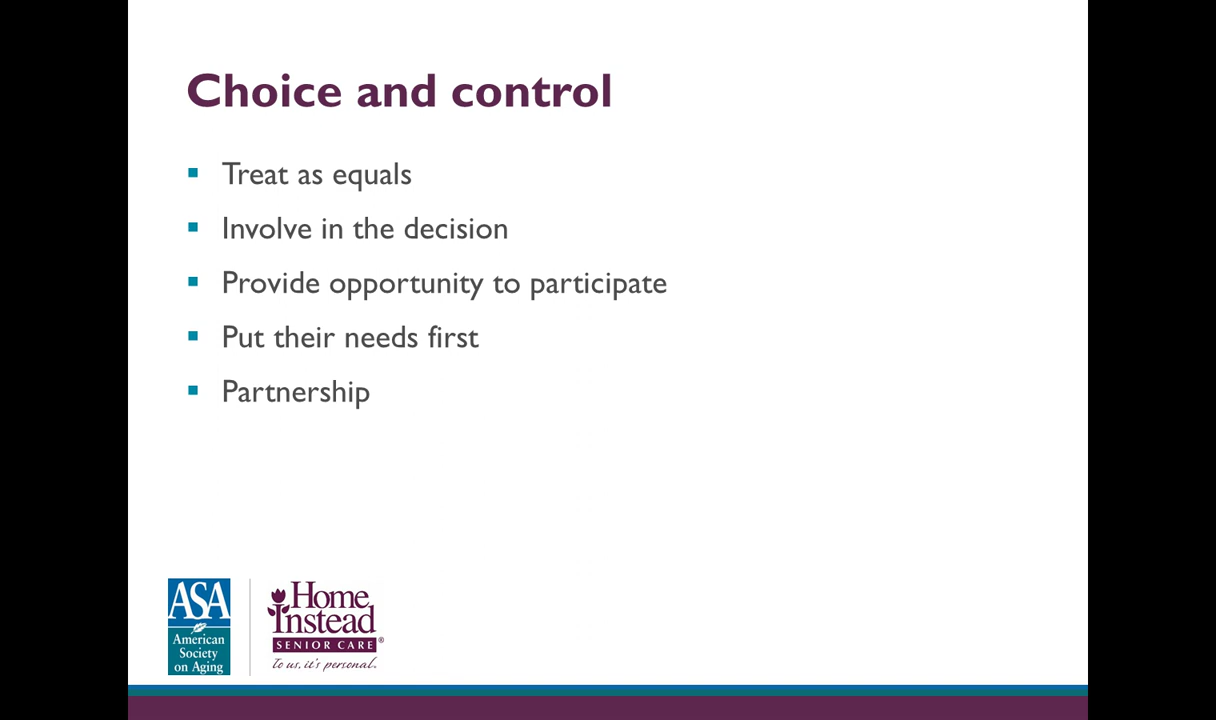 Choice and control
Treat as equals
Involve in the decision
Provide opportunity to participate
Put their needs first
Partnership
ASA
American
Society
on Aging
Home
Instead
SENIOR CARE®
To us, it's personal.